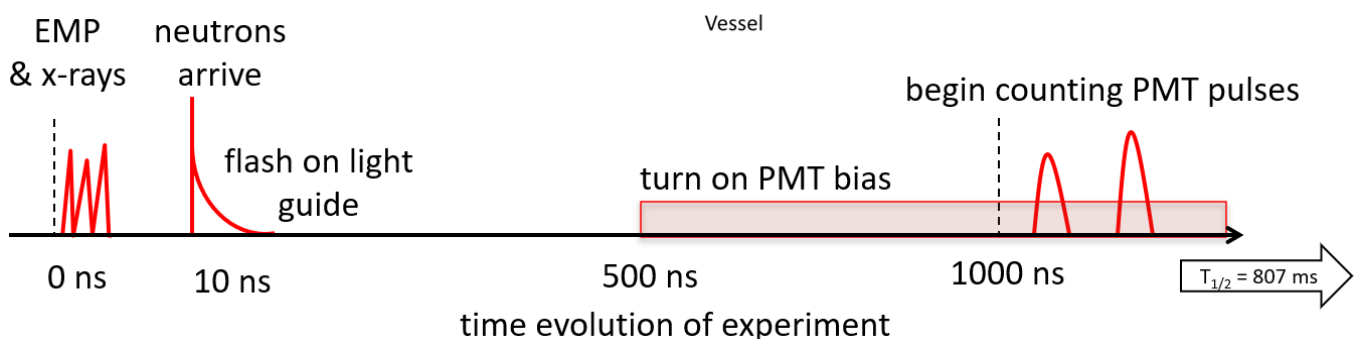 Vessel
EMP
& x-rays
neutrons
arrive
flash on light
guide
turn on PMT bias
begin counting PMT pulses
0 ns
10 ns
500 ns
1000 ns
T1/2 = 807 ms
time evolution of experiment